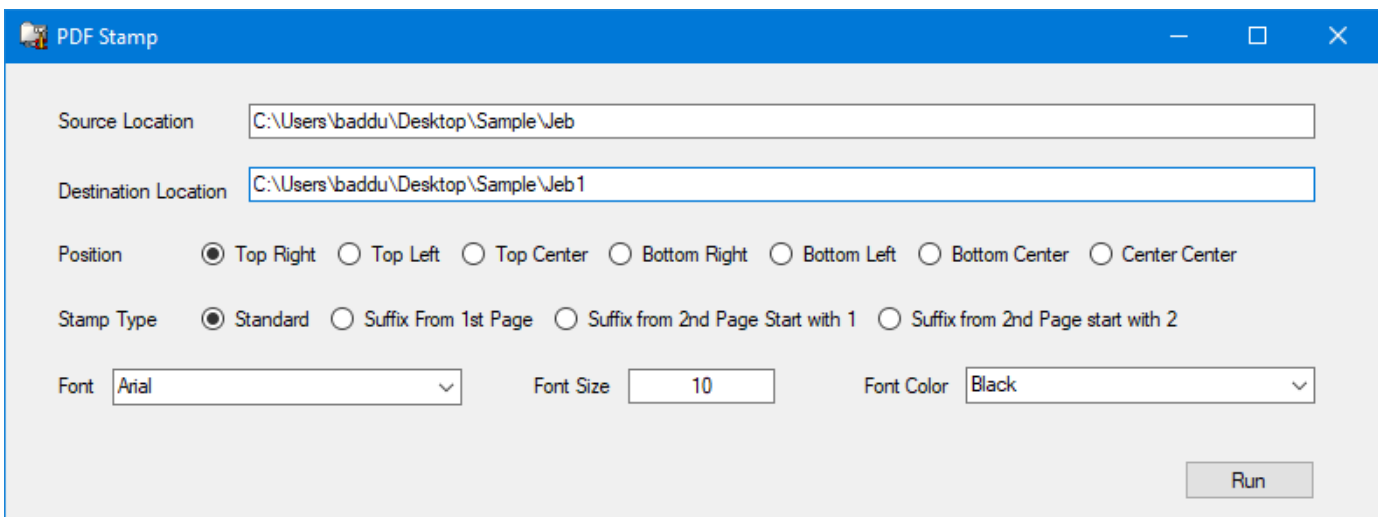 PDF Stamp
Source Location C:\Users\baddu\Desktop\Sample\Jeb
Destination Location C:\Users\baddu\Desktop\Sample\Jeb1
Position Top Right Top Left Top Center Bottom Right Bottom Left Bottom Center Center Center
Stamp Type Standard Suffix From 1st Page Suffix from 2nd Page Start with 1 Suffix from 2nd Page start with 2
Font Arial Font Size 10 Font Color Black
Run